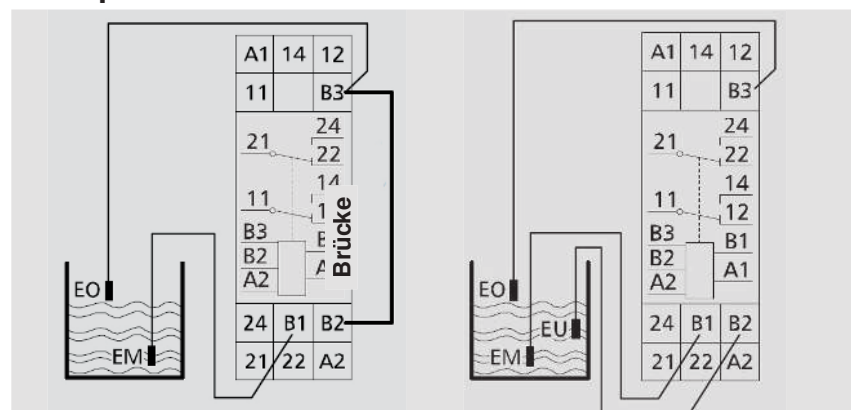 A1 14 12
11 B3
21 24
22
11 14
B3
B2
A2
Brücke
EO
EM
24 B1 B2
21 22 A2
A1 14 12
11 B3
21 24
22
11 14
12
B3 B1
B2 A1
A2
EO
EU
EM
24 B1 B2
21 22 A2